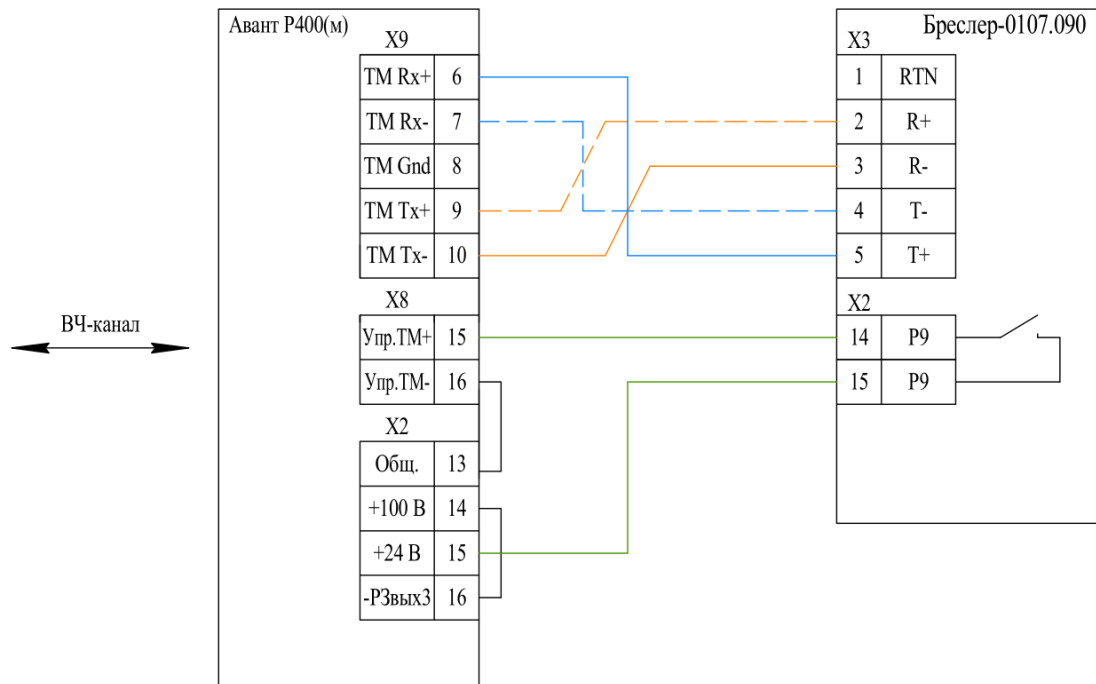 Авант Р400(м)
X9
ТМ Rx+ 6
ТМ Rx- 7
ТМ Gnd 8
ТМ Tx+ 9
ТМ Tx- 10
X8
Упр.ТМ+ 15
Упр.ТМ- 16
X2
Общ. 13
+100 В 14
+24 В 15
-РЗвых3 16
ВЧ-канал
Бреслер-0107.090
X3
1 RTN
2 R+
3 R-
4 T-
5 T+
X2
14 P9
15 P9